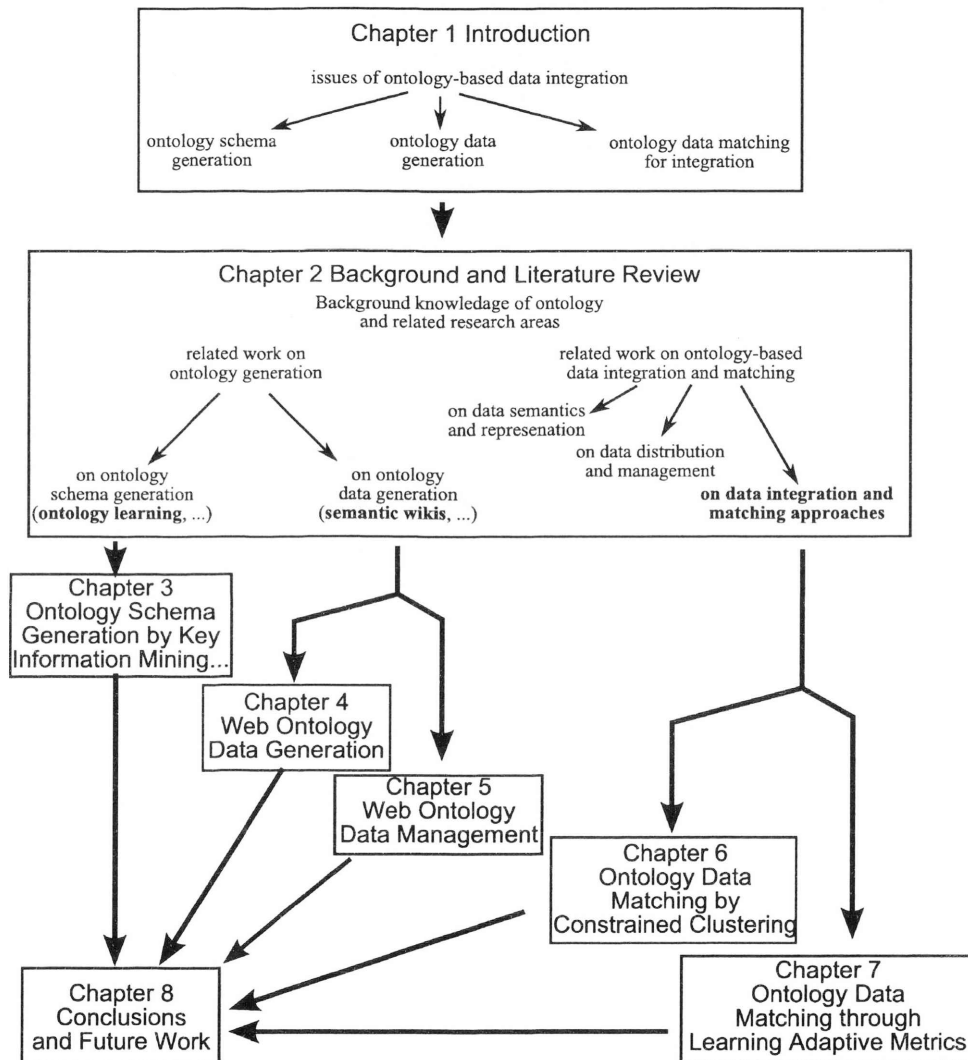 Chapter 1 Introduction
issues of ontology-based data integration
ontology schema
generation
ontology data
generation
ontology data matching
for integration
Chapter 2 Background and Literature Review
Background knowledage of ontology
and related research areas
related work on
ontology generation
related work on ontology-based
data integration and matching
on data semantics
and represenation
on data distribution
and management
on ontology
schema generation
(ontology learning, ...)
on ontology
data generation
(semantic wikis, ...)
on data integration and
matching approaches
Chapter 3
Ontology Schema
Generation by Key
Information Mining...
Chapter 4
Web Ontology
Data Generation
Chapter 5
Web Ontology
Data Management
Chapter 6
Ontology Data
Matching by
Constrained Clustering
Chapter 7
Ontology Data
Matching through
Learning Adaptive Metrics
Chapter 8
Conclusions
and Future Work